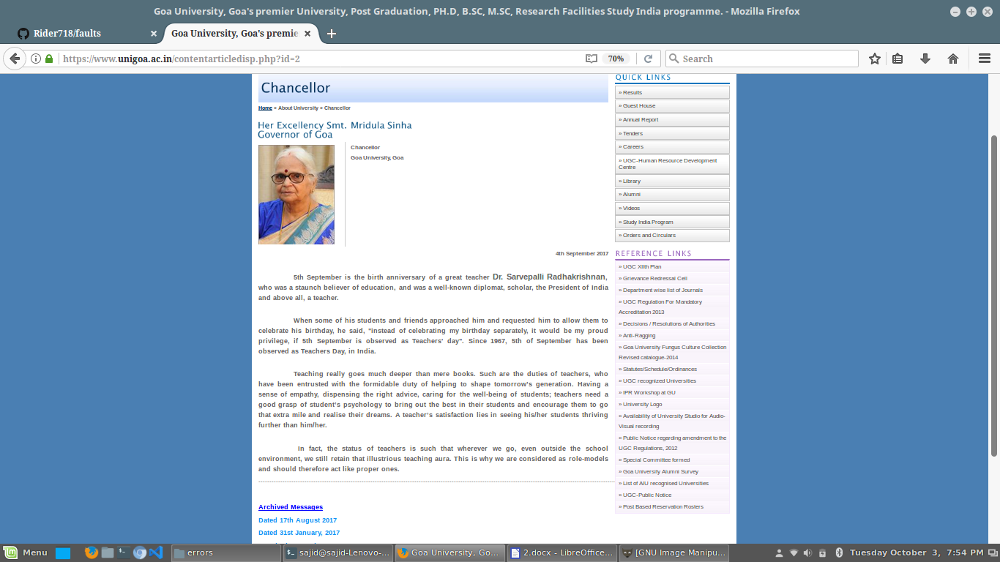 Goa University, Goa's premier University, Post Graduation, PH.D, B.SC, M.SC, Research Facilities Study India programme. - Mozilla Firefox
Rider718/faults
Goa University, Goa's premie
https://www.unigoa.ac.in/contentarticledisp.php?id=2
70%
Search
Chancellor
Home » About University » Chancellor
Her Excellency Smt. Mridula Sinha
Governor of Goa
Chancellor
Goa University, Goa
4th September 2017
5th September is the birth anniversary of a great teacher Dr. Sarvepalli Radhakrishnan,
who was a staunch believer of education, and was a well-known diplomat, scholar, the President of India
and above all, a teacher.
When some of his students and friends approached him and requested him to allow them to
celebrate his birthday, he said, "instead of celebrating my birthday separately, it would be my proud
privilege, if 5th September is observed as Teachers' day". Since 1967, 5th of September has been
observed as Teachers Day, in India.
Teaching really goes much deeper than mere books. Such are the duties of teachers, who
have been entrusted with the formidable duty of helping to shape tomorrow's generation. Having a
sense of empathy, dispensing the right advice, caring for the well-being of students; teachers need a
good grasp of student's psychology to bring out the best in their students and encourage them to go
that extra mile and realise their dreams. A teacher's satisfaction lies in seeing his/her students thriving
further than him/her.
In fact, the status of teachers is such that wherever we go, even outside the school
environment, we still retain that illustrious teaching aura. This is why we are considered as role-models
and should therefore act like proper ones.
Archived Messages
Dated 17th August 2017
Dated 31st January, 2017
QUICK LINKS
» Results
» Guest House
» Annual Report
» Tenders
» Careers
» UGC-Human Resource Development
Centre
» Library
» Alumni
» Videos
» Study India Program
» Orders and Circulars
REFERENCE LINKS
» UGC XIIth Plan
» Grievance Redressal Cell
» Department wise list of Journals
» UGC Regulation For Mandatory
Accreditation 2013
» Decisions / Resolutions of Authorities
» Anti-Ragging
» Goa University Fungus Culture Collection
Revised catalogue-2014
» Statutes/Schedule/Ordinances
» UGC recognized Universities
» IPR Workshop at GU
» University Logo
» Availability of University Studio for Audio-
Visual recording
» Public Notice regarding amendment to the
UGC Regulations, 2012
» Special Committee formed
» Goa University Alumni Survey
» List of AIU recognised Universities
» UGC-Public Notice
» Post Based Reservation Rosters
Menu
errors
sajid@sajid-Lenovo-...
Goa University, Go...
2.docx - LibreOffice...
[GNU Image Manipu...
Tuesday October 3, 7:54 PM